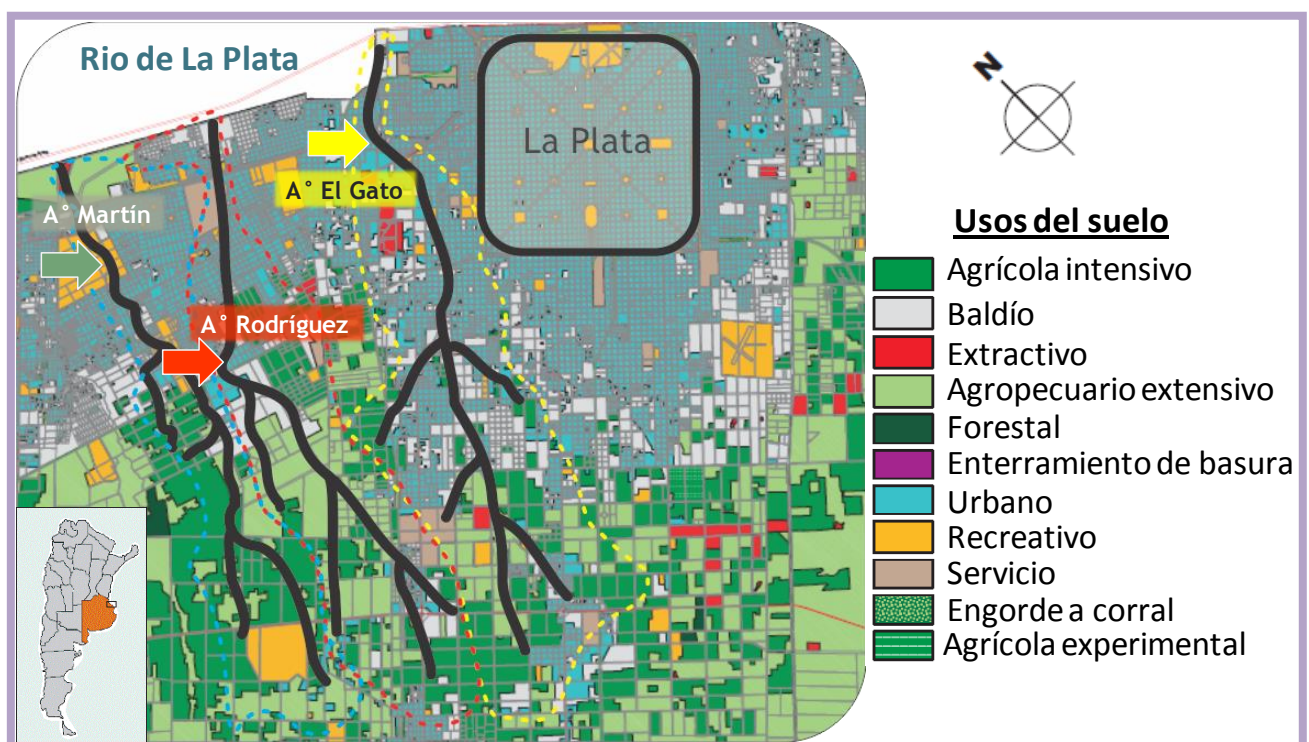 Rio de La Plata
La Plata
A° El Gato
A° Martín
A° Rodríguez
N
Usos del suelo
Agrícola intensivo
Baldío
Extractivo
Agropecuario extensivo
Forestal
Enterramiento de basura
Urbano
Recreativo
Servicio
Engorde a corral
Agrícola experimental